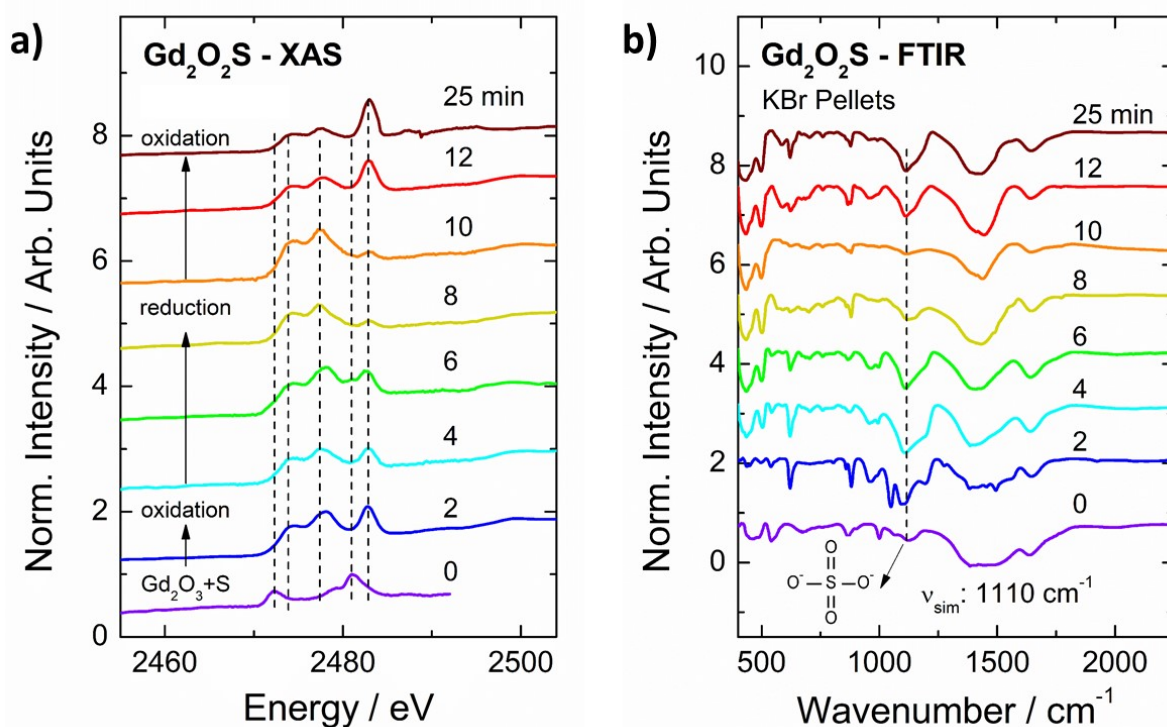 a)
Gd₂O₂S - XAS
25 min
oxidation
12
10
reduction
8
6
4
oxidation
2
Gd₂O₃+S
0
8
6
4
2
0
2460
2480
2500
Energy / eV
Norm. Intensity / Arb. Units
b)
Gd₂O₂S - FTIR
KBr Pellets
25 min
12
10
8
6
4
2
0
O
O⁻ S O⁻
O
ν_sim: 1110 cm⁻¹
10
8
6
4
2
0
500
1000
1500
2000
Wavenumber / cm⁻¹
Norm. Intensity / Arb. Units